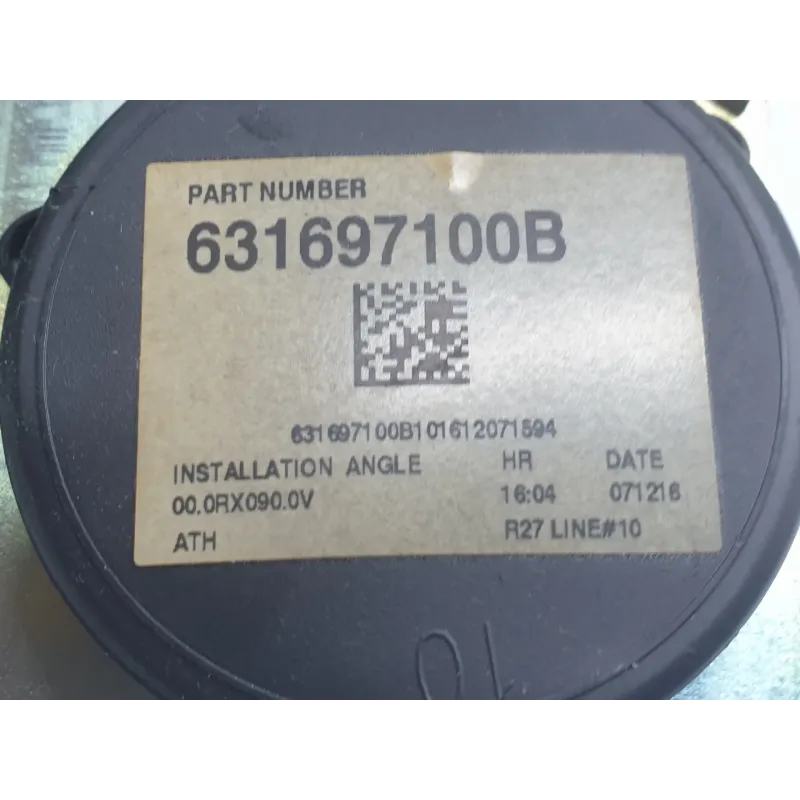 PART NUMBER
631697100B
631697100B101612071594
INSTALLATION ANGLE HR DATE
00.0RX090.0V 16:04 071216
ATH R27 LINE#10